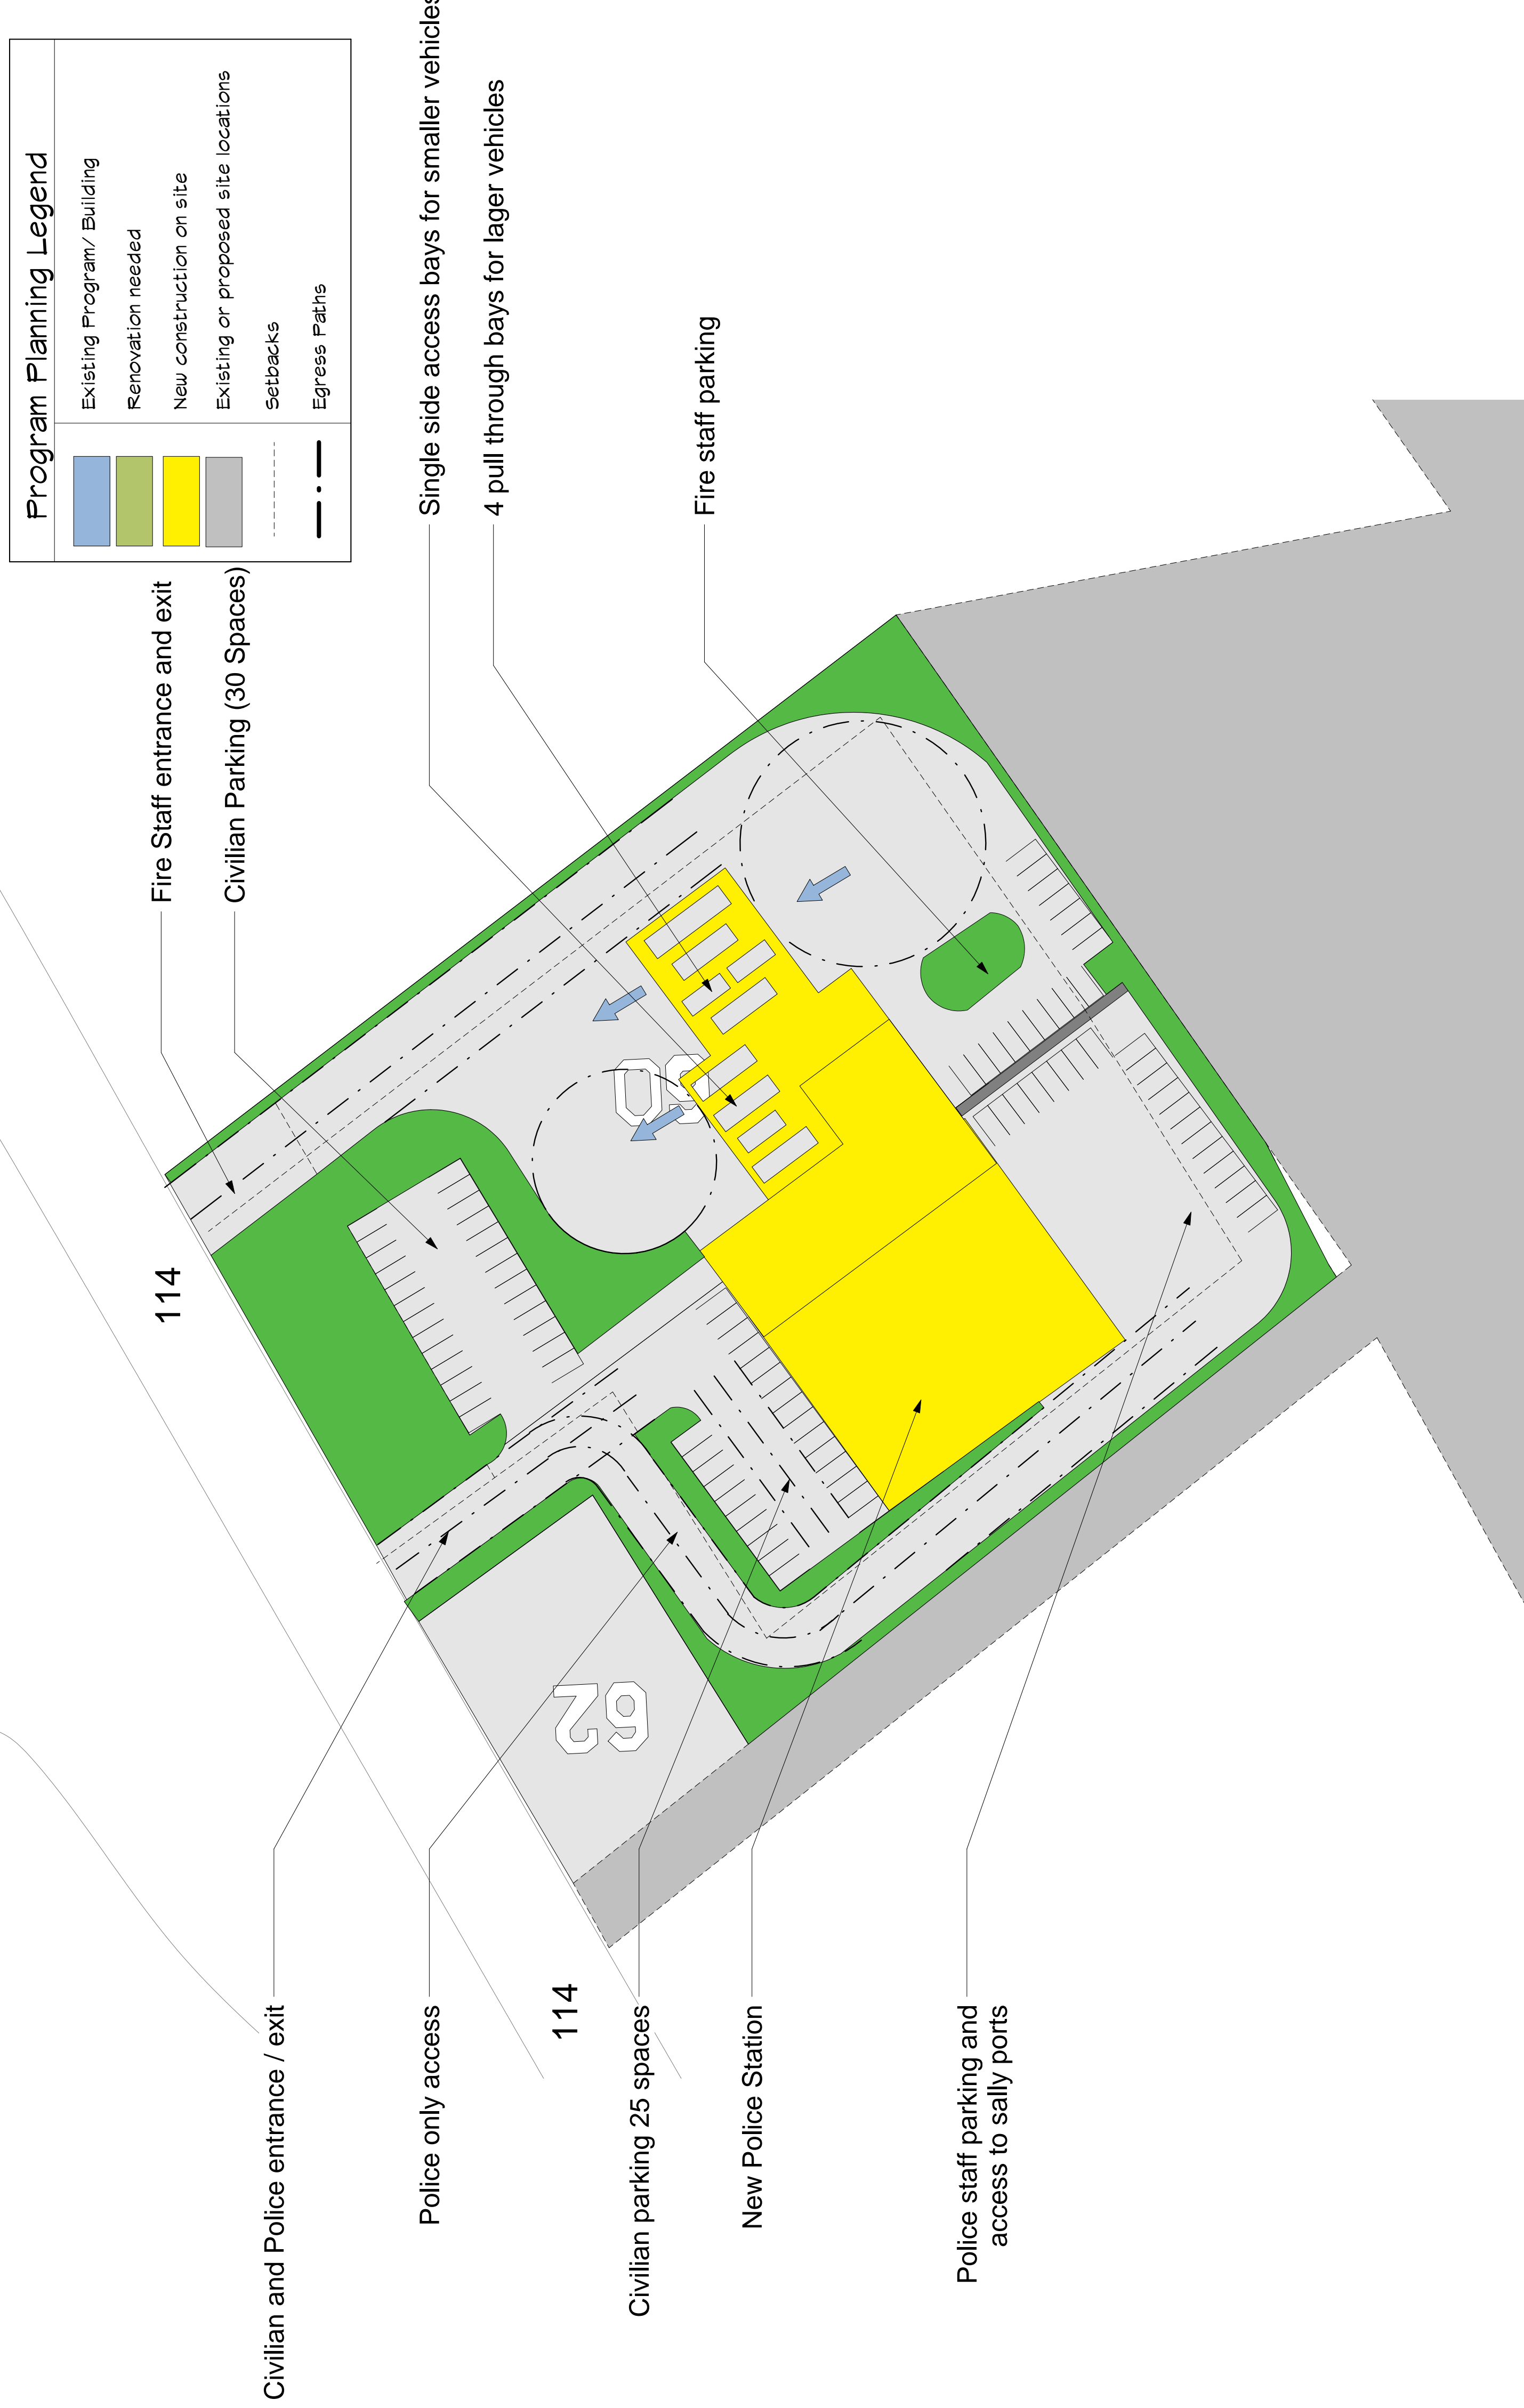 Program Planning Legend
Existing Program/ Building
Renovation needed
New construction on site
Existing or proposed site locations
Setbacks
Egress Paths
Fire Staff entrance and exit
Civilian Parking (30 Spaces)
Single side access bays for smaller vehicles
4 pull through bays for lager vehicles
Fire staff parking
114
62
Civilian and Police entrance / exit
Police only access
114
Civilian parking 25 spaces
New Police Station
Police staff parking and
access to sally ports